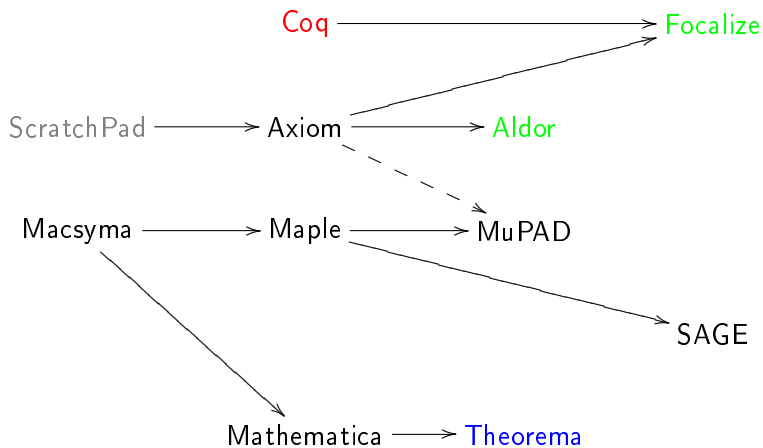 Coq Focalize
ScratchPad Axiom Aldor
Macsyma Maple MuPAD
SAGE
Mathematica Theorema